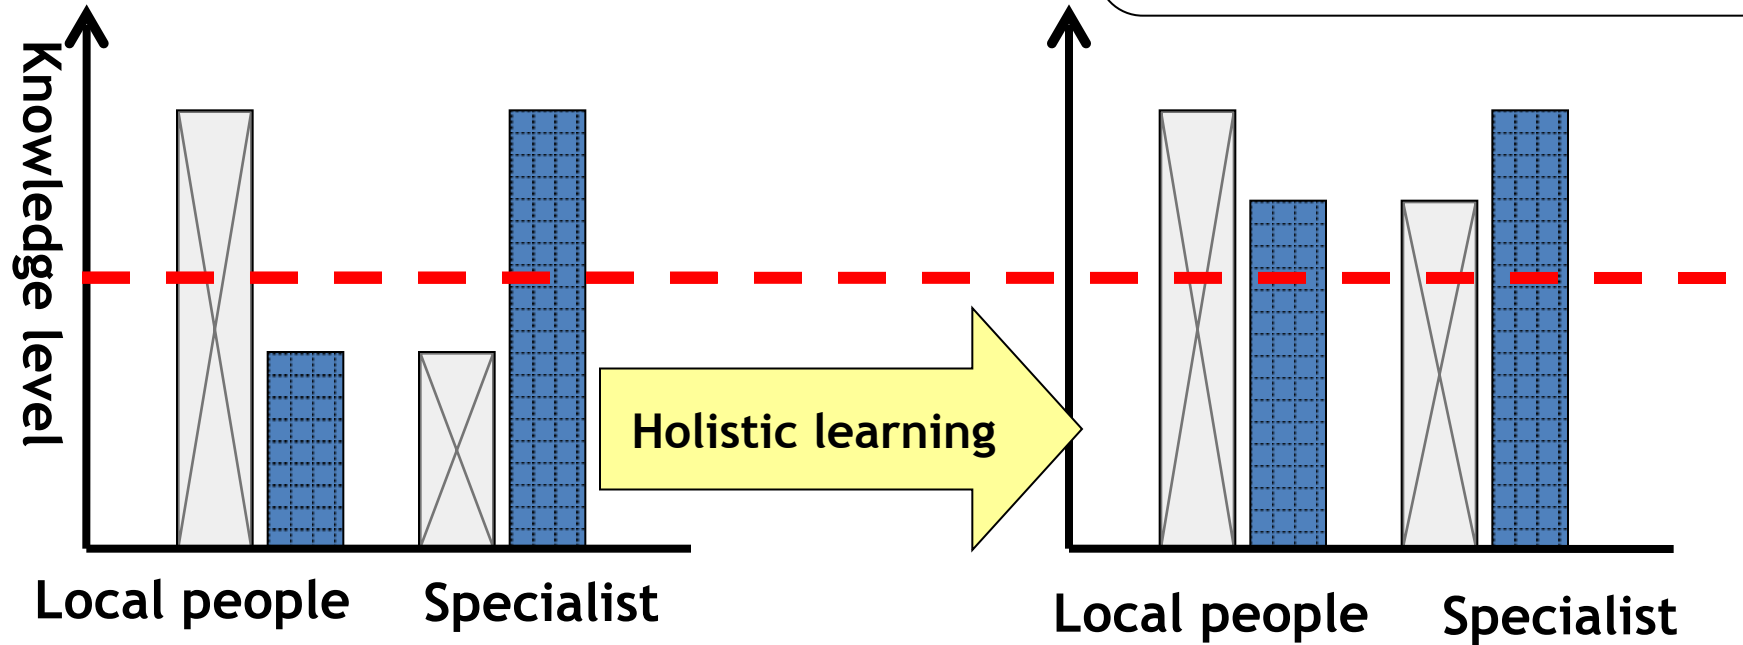 Knowledge level
Holistic learning
Local people
Specialist
Local people
Specialist